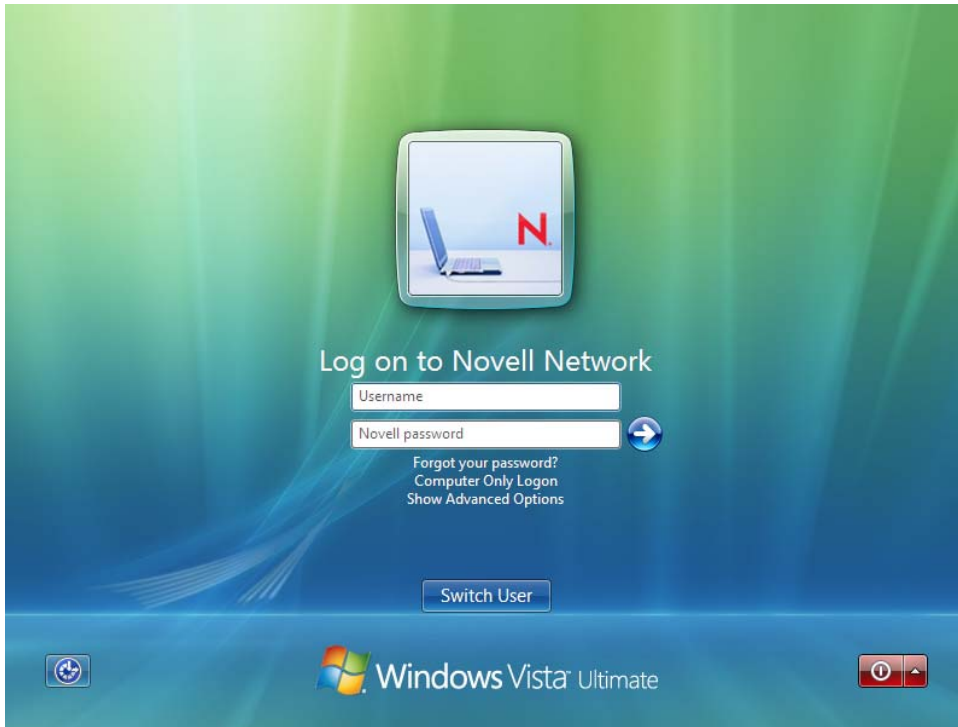 N.
Log on to Novell Network
Username
Novell password
Forgot your password?
Computer Only Logon
Show Advanced Options
Switch User
Windows Vista™ Ultimate